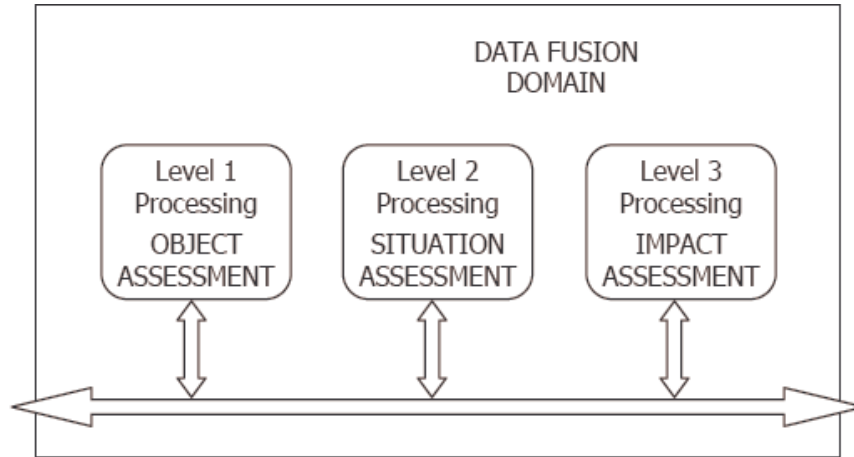 DATA FUSION
DOMAIN
Level 1
Processing
OBJECT
ASSESSMENT
Level 2
Processing
SITUATION
ASSESSMENT
Level 3
Processing
IMPACT
ASSESSMENT